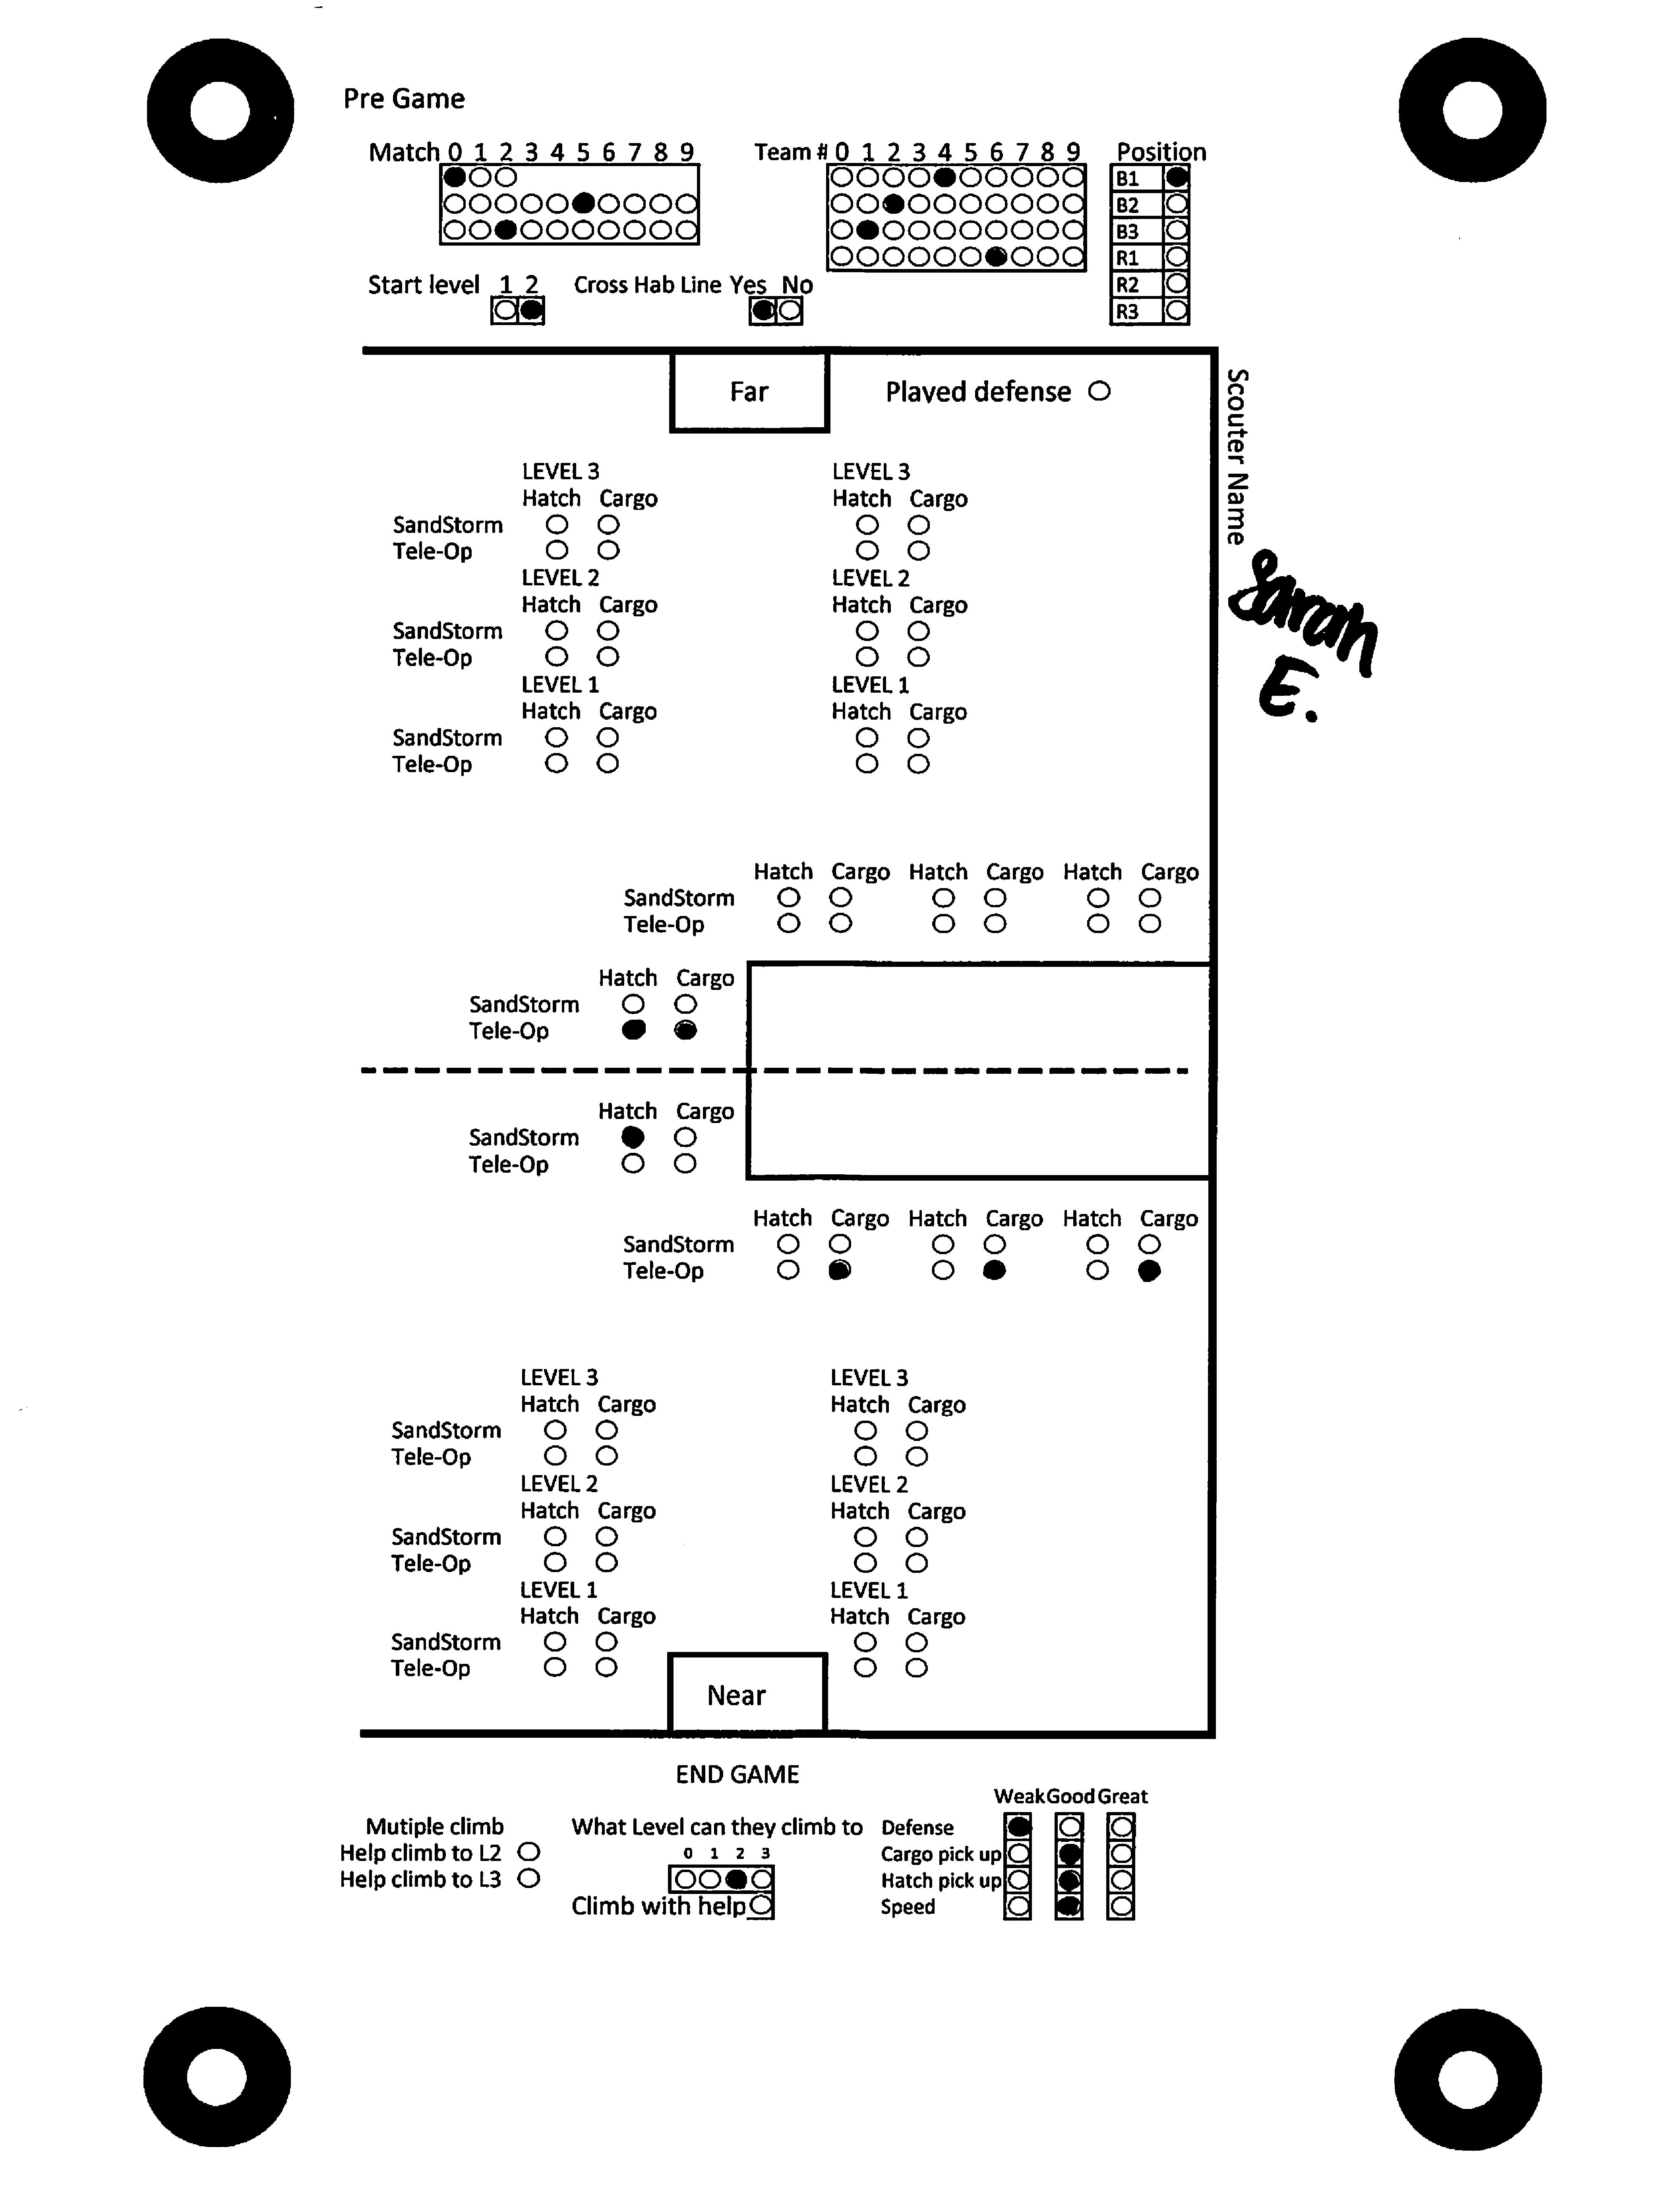 Pre Game
Match 0 1 2 3 4 5 6 7 8 9
Team # 0 1 2 3 4 5 6 7 8 9
Position
B1
B2
B3
R1
R2
R3
Start level 1 2
Cross Hab Line Yes No
Far
Played defense
Scouter Name
Sarah
E.
LEVEL 3 LEVEL 3
Hatch Cargo Hatch Cargo
SandStorm
Tele-Op
LEVEL 2 LEVEL 2
Hatch Cargo Hatch Cargo
SandStorm
Tele-Op
LEVEL 1 LEVEL 1
Hatch Cargo Hatch Cargo
SandStorm
Tele-Op
Hatch Cargo Hatch Cargo Hatch Cargo
SandStorm
Tele-Op
Hatch Cargo
SandStorm
Tele-Op
Hatch Cargo
SandStorm
Tele-Op
Hatch Cargo Hatch Cargo Hatch Cargo
SandStorm
Tele-Op
LEVEL 3 LEVEL 3
Hatch Cargo Hatch Cargo
SandStorm
Tele-Op
LEVEL 2 LEVEL 2
Hatch Cargo Hatch Cargo
SandStorm
Tele-Op
LEVEL 1 LEVEL 1
Hatch Cargo Hatch Cargo
SandStorm
Tele-Op
Near
END GAME
Mutiple climb
Help climb to L2
Help climb to L3
What Level can they climb to
0 1 2 3
Climb with help
Weak Good Great
Defense
Cargo pick up
Hatch pick up
Speed